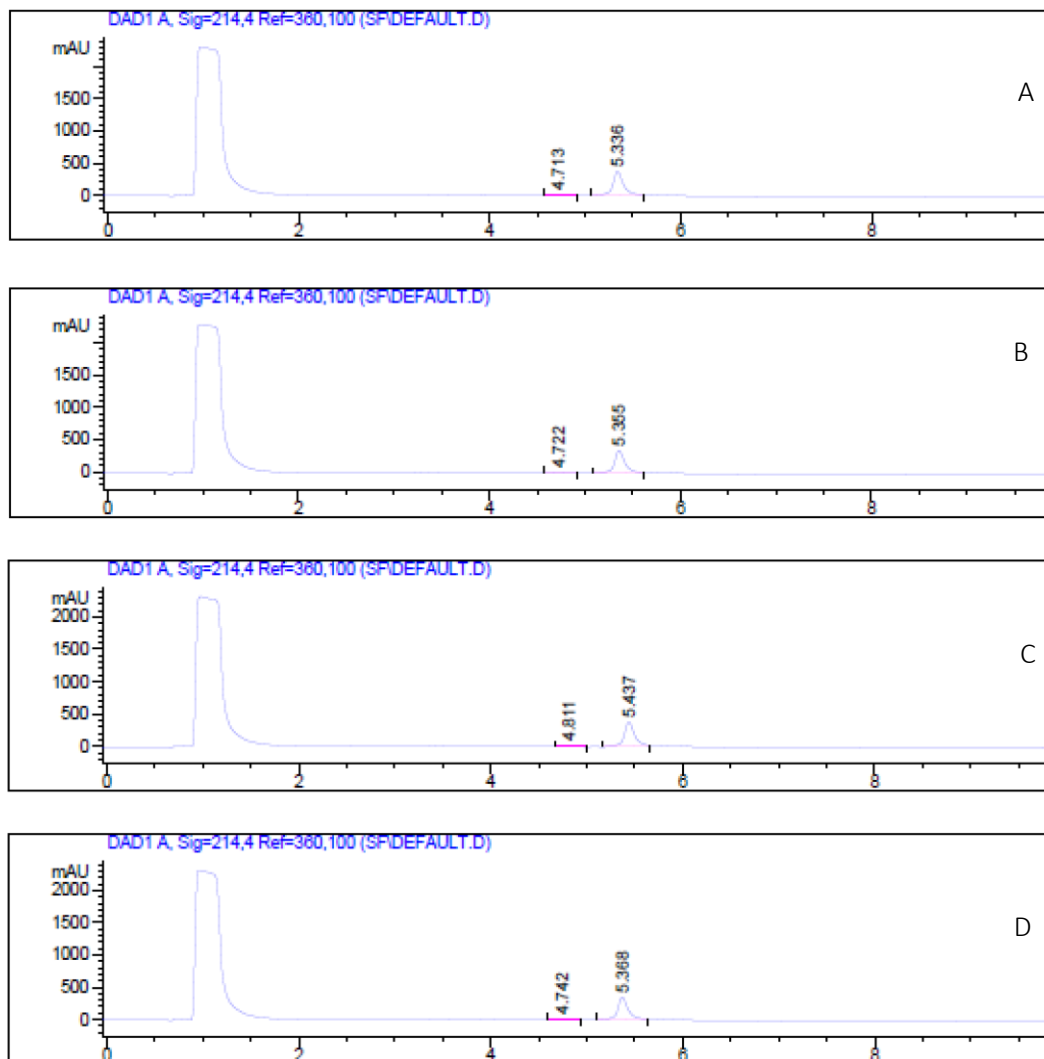 DAD1 A, Sig=214,4 Ref=360,100 (SF\DEFAULT.D)
mAU
1500
1000
500
0
4.713
5.336
A
0 2 4 6 8
DAD1 A, Sig=214,4 Ref=360,100 (SF\DEFAULT.D)
mAU
1500
1000
500
0
4.722
5.355
B
0 2 4 6 8
DAD1 A, Sig=214,4 Ref=360,100 (SF\DEFAULT.D)
mAU
2000
1500
1000
500
0
4.811
5.437
C
0 2 4 6 8
DAD1 A, Sig=214,4 Ref=360,100 (SF\DEFAULT.D)
mAU
2000
1500
1000
500
0
4.742
5.368
D
0 2 4 6 8